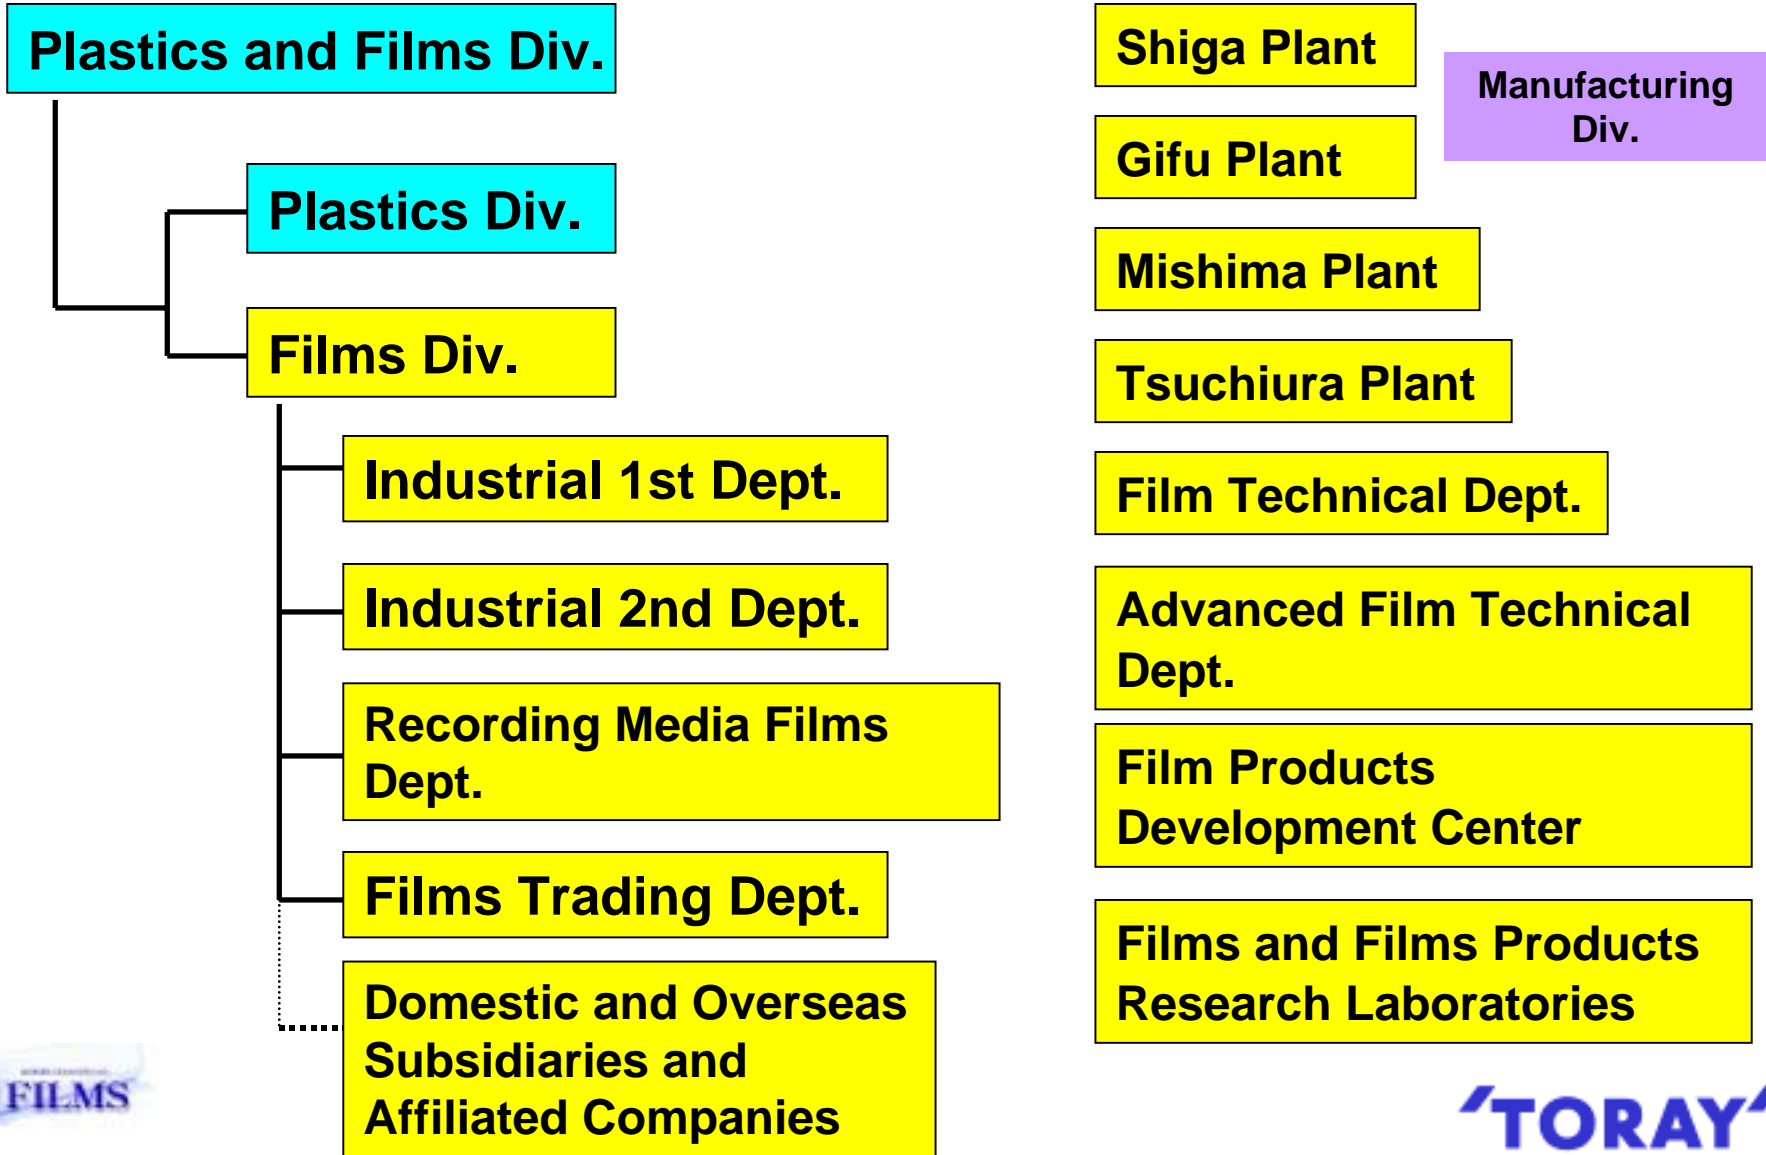 Plastics and Films Div.
Plastics Div.
Films Div.
Industrial 1st Dept.
Industrial 2nd Dept.
Recording Media Films
Dept.
Films Trading Dept.
Domestic and Overseas
Subsidiaries and
Affiliated Companies
Shiga Plant
Manufacturing
Div.
Gifu Plant
Mishima Plant
Tsuchiura Plant
Film Technical Dept.
Advanced Film Technical
Dept.
Film Products
Development Center
Films and Films Products
Research Laboratories
FILMS
'TORAY'